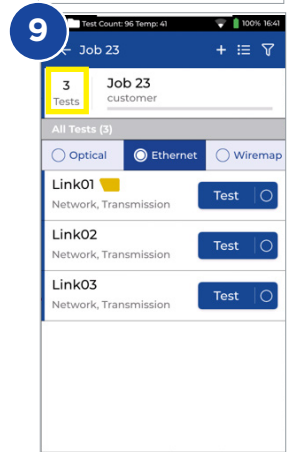 9
Test Count: 96 Temp: 41 100% 16:41
← Job 23 +
3 Job 23
Tests customer
All Tests (3)
Optical Ethernet Wiremap
Link01
Network, Transmission
Test
Link02
Network, Transmission
Test
Link03
Network, Transmission
Test